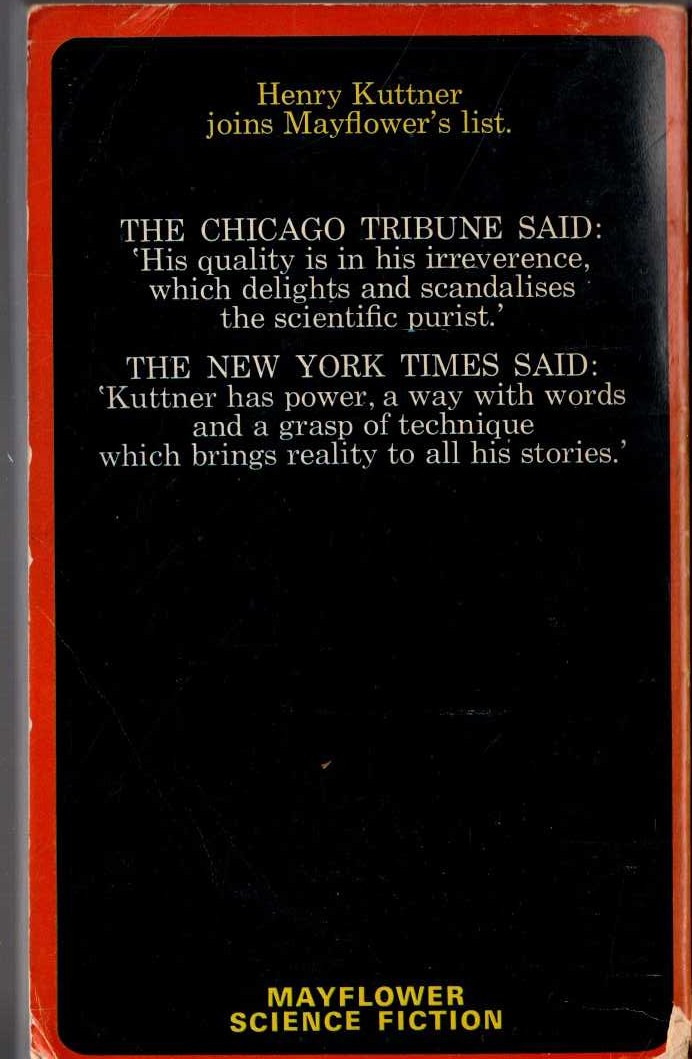 Henry Kuttner
joins Mayflower's list.
THE CHICAGO TRIBUNE SAID:
‘His quality is in his irreverence,
which delights and scandalises
the scientific purist.’
THE NEW YORK TIMES SAID:
‘Kuttner has power, a way with words
and a grasp of technique
which brings reality to all his stories.’
MAYFLOWER
SCIENCE FICTION